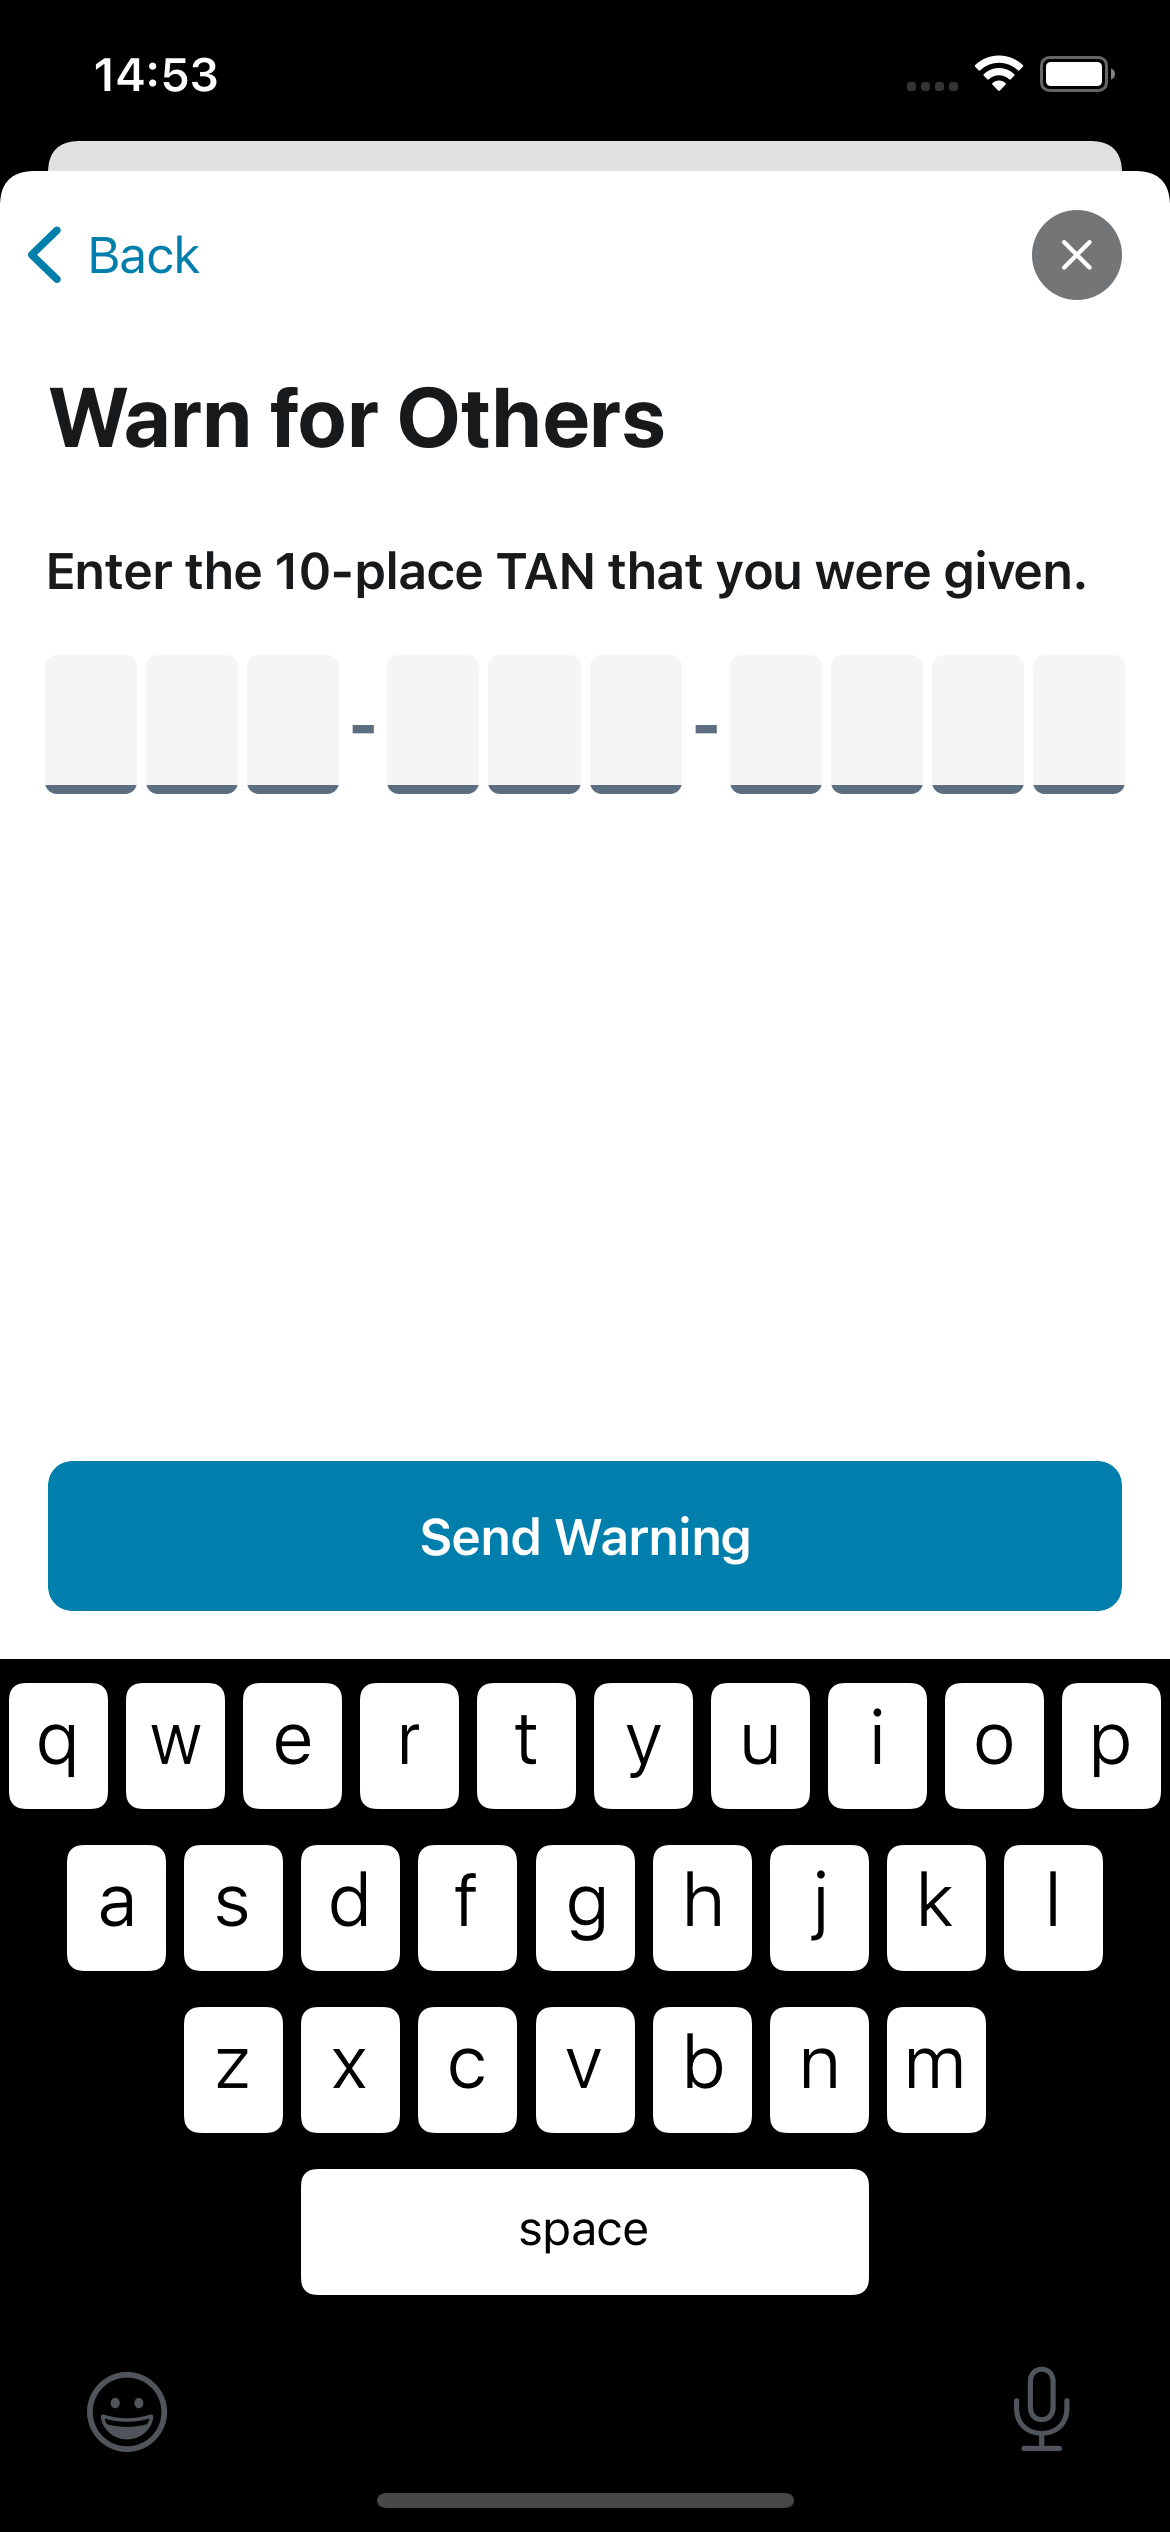 14:53
Back
Warn for Others
Enter the 10-place TAN that you were given.
- -
Send Warning
q w e r t y u i o p
a s d f g h j k l
z x c v b n m
space